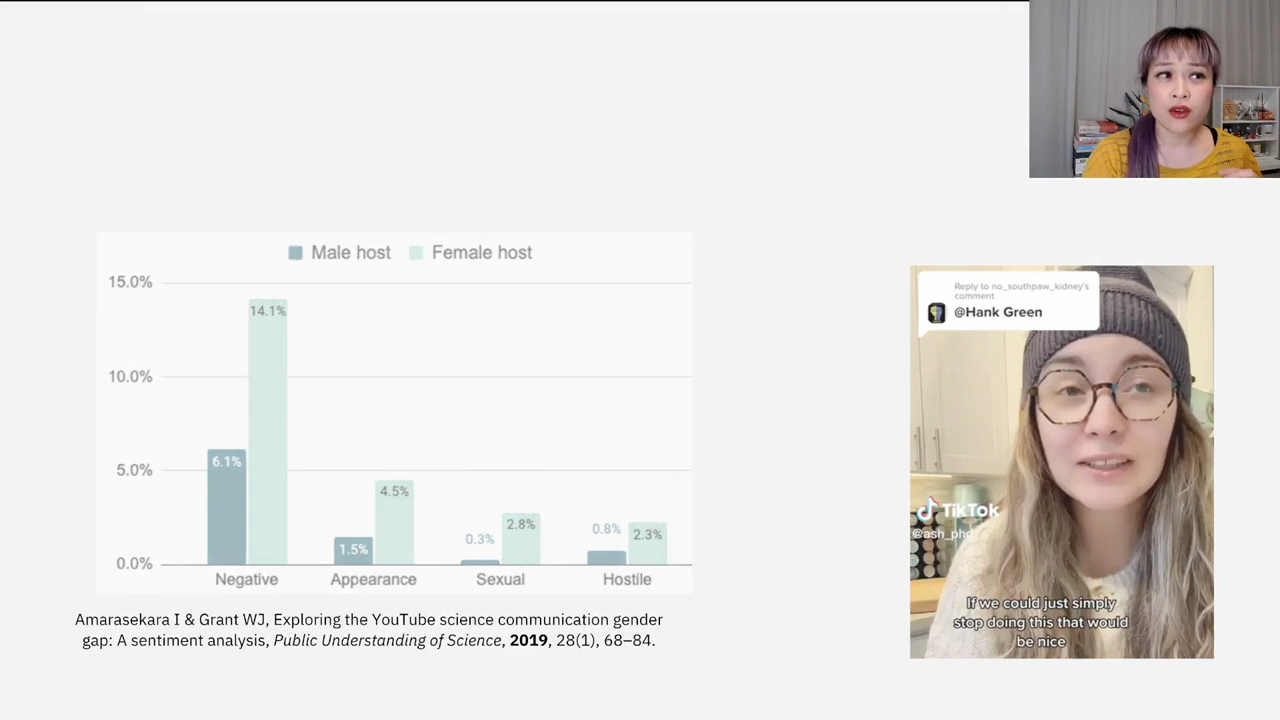 Male host Female host
15.0%
14.1%
10.0%
6.1%
5.0%
4.5%
1.5%
0.3%
2.8%
0.8%
2.3%
0.0%
Negative Appearance Sexual Hostile
Amarasekara I & Grant WJ, Exploring the YouTube science communication gender
gap: A sentiment analysis, Public Understanding of Science, 2019, 28(1), 68–84.
Reply to no_southpaw_kidney's
comment
@Hank Green
TikTok
@ash_phd
If we could just simply
stop doing this that would
be nice